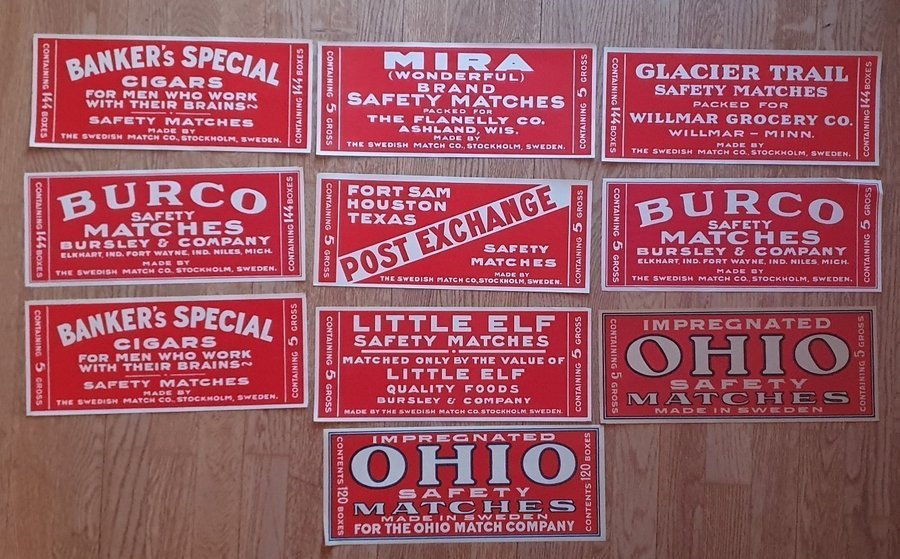 CONTAINING 144 BOXES
BANKER's SPECIAL
CIGARS
FOR MEN WHO WORK
WITH THEIR BRAINS~
SAFETY MATCHES
MADE BY
THE SWEDISH MATCH CO., STOCKHOLM, SWEDEN.
CONTAINING 144 BOXES
CONTAINING 5 GROSS
MIRA
(WONDERFUL)
BRAND
SAFETY MATCHES
PACKED FOR
THE FLANELLY CO.
ASHLAND, WIS.
MADE BY
THE SWEDISH MATCH CO., STOCKHOLM, SWEDEN.
CONTAINING 5 GROSS
CONTAINING 144 BOXES
GLACIER TRAIL
SAFETY MATCHES
PACKED FOR
WILLMAR GROCERY CO.
WILLMAR – MINN.
MADE BY
THE SWEDISH MATCH CO., STOCKHOLM, SWEDEN.
CONTAINING 144 BOXES
CONTAINING 144 BOXES
BURCO
SAFETY
MATCHES
BURSLEY & COMPANY
ELKHART, IND. FORT WAYNE, IND. NILES, MICH.
MADE BY
THE SWEDISH MATCH CO., STOCKHOLM, SWEDEN.
CONTAINING 144 BOXES
CONTAINING 5 GROSS
FORT SAM
HOUSTON
TEXAS
POST EXCHANGE
SAFETY
MATCHES
MADE BY
THE SWEDISH MATCH CO., STOCKHOLM, SWEDEN.
CONTAINING 5 GROSS
CONTAINING 5 GROSS
BURCO
SAFETY
MATCHES
BURSLEY & COMPANY
ELKHART, IND. FORT WAYNE, IND. NILES MICH.
MADE BY
THE SWEDISH MATCH CO., STOCKHOLM, SWEDEN.
CONTAINING 5 GROSS
CONTAINING 5 GROSS
BANKER's SPECIAL
CIGARS
FOR MEN WHO WORK
WITH THEIR BRAINS~
SAFETY MATCHES
MADE BY
THE SWEDISH MATCH CO., STOCKHOLM, SWEDEN.
CONTAINING 5 GROSS
CONTAINING 5 GROSS
LITTLE ELF
SAFETY MATCHES
MATCHED ONLY BY THE VALUE OF
LITTLE ELF
QUALITY FOODS
BURSLEY & COMPANY
MADE BY THE SWEDISH MATCH CO. STOCKHOLM, SWEDEN.
CONTAINING 5 GROSS
CONTAINING 5 GROSS
IMPREGNATED
OHIO
SAFETY
MATCHES
MADE IN SWEDEN
CONTAINING 5 GROSS
CONTENTS 120 BOXES
IMPREGNATED
OHIO
SAFETY
MATCHES
MADE IN SWEDEN
FOR THE OHIO MATCH COMPANY
CONTENTS 120 BOXES